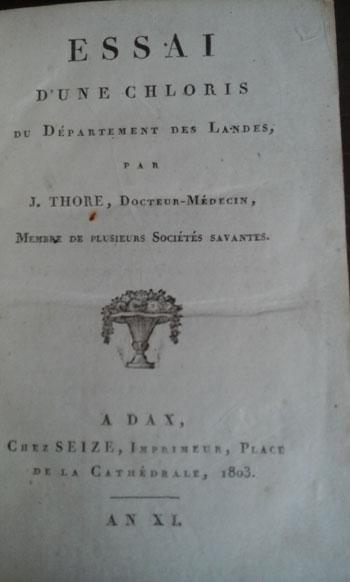 ESSAI
D'UNE CHLORIS
DU DÉPARTEMENT DES LANDES,
PAR
J. THORE, DOCTEUR-MÉDECIN,
MEMBRE DE PLUSIEURS SOCIÉTÉS SAVANTES.
A DAX,
CHEZ SEIZE, IMPRIMEUR, PLACE
DE LA CATHÉDRALE, 1803.
AN XI.